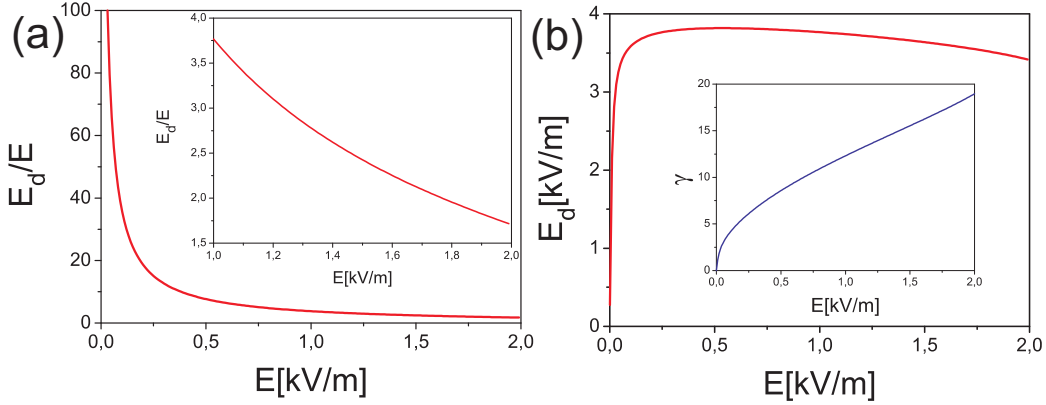 (a)
100
80
60
40
20
0
E_d/E
0,0 0,5 1,0 1,5 2,0
E[kV/m]
4,0
3,5
3,0
2,5
2,0
1,5
E_d/E
1,0 1,2 1,4 1,6 1,8 2,0
E[kV/m]
(b)
4
3
2
1
0
E_d[kV/m]
0,0 0,5 1,0 1,5 2,0
E[kV/m]
20
15
10
5
0
γ
0,0 0,5 1,0 1,5 2,0
E[kV/m]